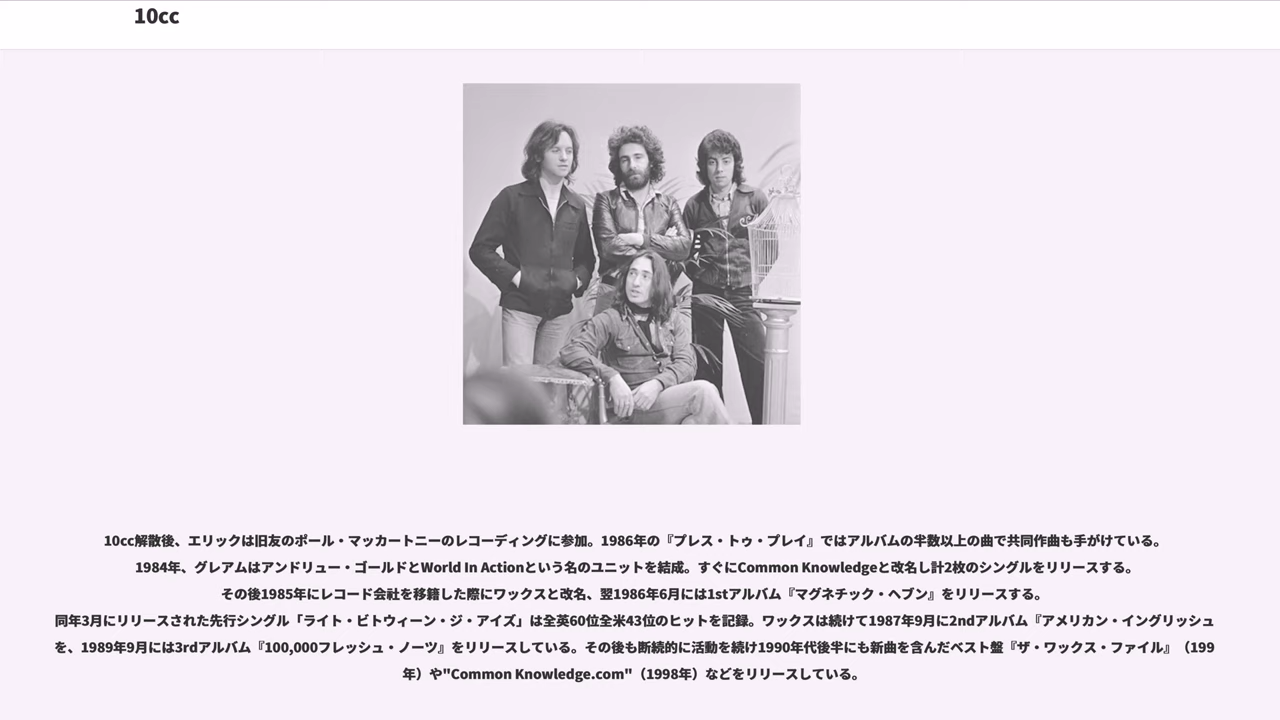 10cc
10cc解散後、エリックは旧友のポール・マッカートニーのレコーディングに参加。1986年の『プレス・トゥ・プレイ』ではアルバムの半数以上の曲で共同作曲も手がけている。
1984年、グレアムはアンドリュー・ゴールドとWorld In Actionという名のユニットを結成。すぐにCommon Knowledgeと改名し計2枚のシングルをリリースする。
その後1985年にレコード会社を移籍した際にワックスと改名、翌1986年6月には1stアルバム『マグネチック・ヘブン』をリリースする。
同年3月にリリースされた先行シングル「ライト・ビトウィーン・ジ・アイズ」は全英60位全米43位のヒットを記録。ワックスは続けて1987年9月に2ndアルバム『アメリカン・イングリッシュ
を、1989年9月には3rdアルバム『100,000フレッシュ・ノーツ』をリリースしている。その後も断続的に活動を続け1990年代後半にも新曲を含んだベスト盤『ザ・ワックス・ファイル』（199
年）や"Common Knowledge.com"（1998年）などをリリースしている。